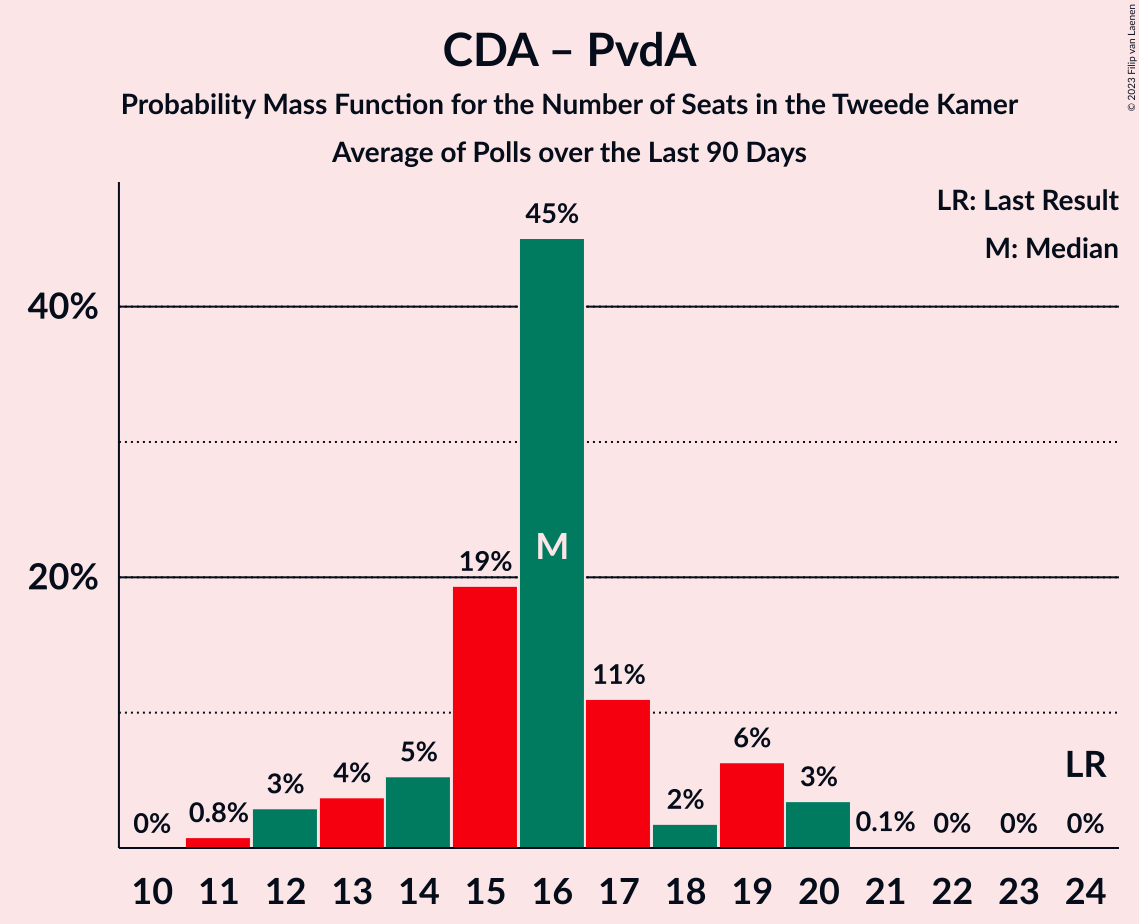 CDA – PvdA
Probability Mass Function for the Number of Seats in the Tweede Kamer
Average of Polls over the Last 90 Days
© 2023 Filip van Laenen
LR: Last Result
M: Median
45%
40%
M
19%
20%
11%
6%
LR
5%
4%
3%
3%
2%
0.8%
0%
0.1%
0%
0%
0%
10 11 12 13 14 15 16 17 18 19 20 21 22 23 24